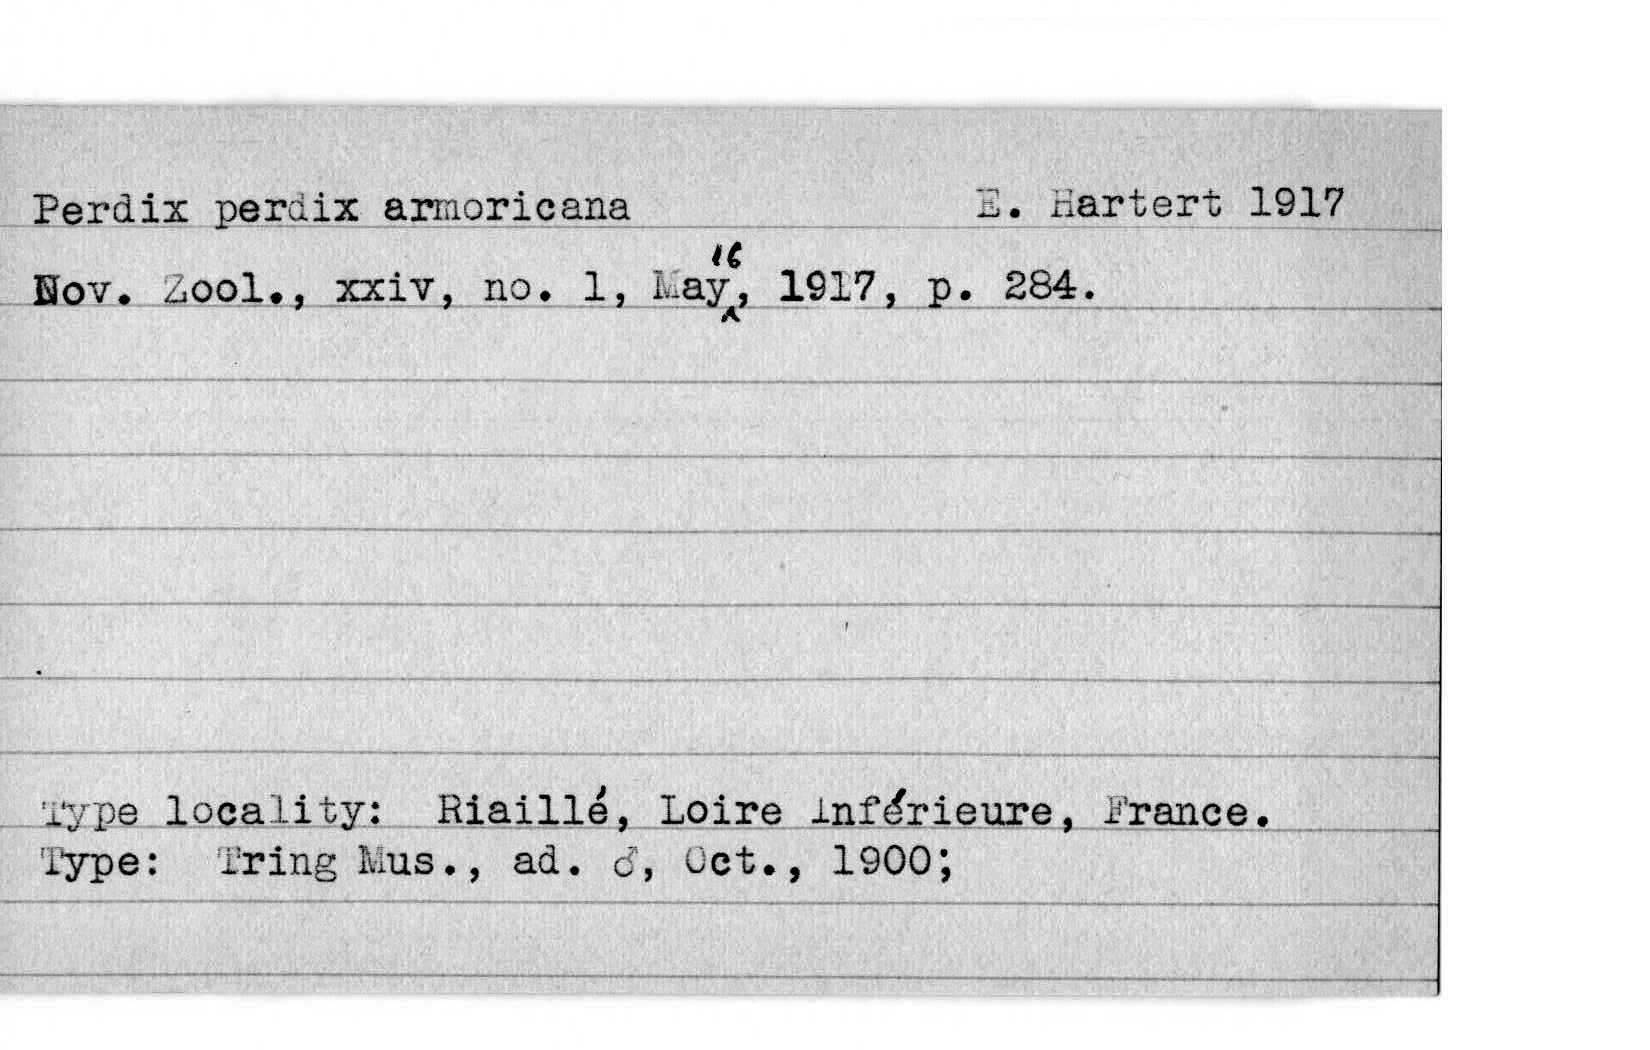 Perdix perdix armoricana E. Hartert 1917
Nov. Zool., xxiv, no. 1, May 16, 1917, p. 284.
Type locality: Riaillé, Loire Inférieure, France.
Type: Tring Mus., ad. ♂, Oct., 1900;